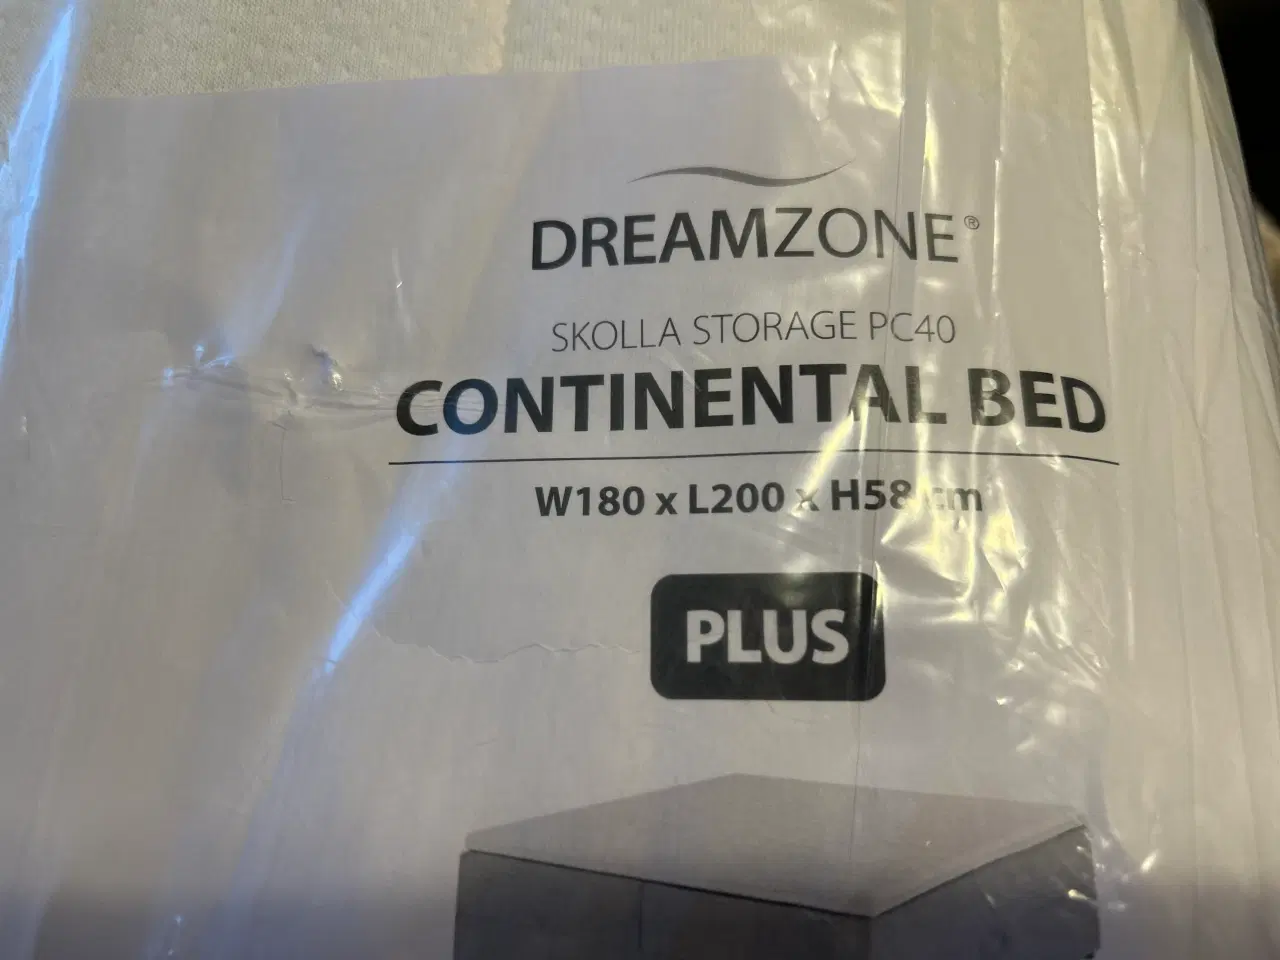 DREAMZONE®
SKOLLA STORAGE PC40
CONTINENTAL BED
W180 x L200 x H58 cm
PLUS